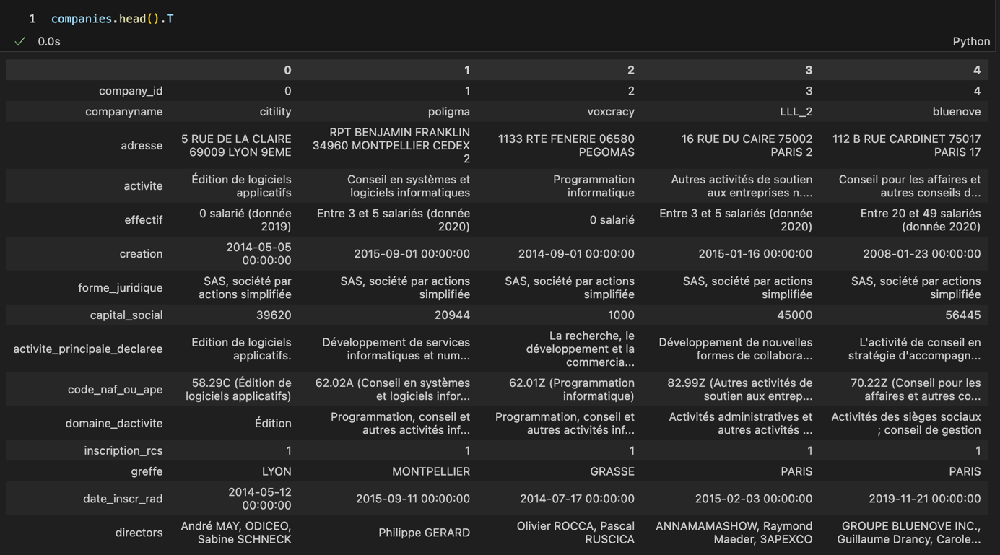 1 companies.head().T
0.0s
Python
0 1 2 3 4
company_id 0 1 2 3 4
companyname citility poligma voxcracy LLL_2 bluenove
adresse 5 RUE DE LA CLAIRE 69009 LYON 9EME RPT BENJAMIN FRANKLIN 34960 MONTPELLIER CEDEX 2 1133 RTE FENERIE 06580 PEGOMAS 16 RUE DU CAIRE 75002 PARIS 2 112 B RUE CARDINET 75017 PARIS 17
activite Édition de logiciels applicatifs Conseil en systèmes et logiciels informatiques Programmation informatique Autres activités de soutien aux entreprises n.... Conseil pour les affaires et autres conseils d...
effectif 0 salarié (donnée 2019) Entre 3 et 5 salariés (donnée 2020) 0 salarié Entre 3 et 5 salariés (donnée 2020) Entre 20 et 49 salariés (donnée 2020)
creation 2014-05-05 00:00:00 2015-09-01 00:00:00 2014-09-01 00:00:00 2015-01-16 00:00:00 2008-01-23 00:00:00
forme_juridique SAS, société par actions simplifiée SAS, société par actions simplifiée SAS, société par actions simplifiée SAS, société par actions simplifiée SAS, société par actions simplifiée
capital_social 39620 20944 1000 45000 56445
activite_principale_declaree Edition de logiciels applicatifs. Développement de services informatiques et num... La recherche, le développement et la commercia... Développement de nouvelles formes de collabora... L'activité de conseil en stratégie d'accompagn...
code_naf_ou_ape 58.29C (Édition de logiciels applicatifs) 62.02A (Conseil en systèmes et logiciels infor... 62.01Z (Programmation informatique) 82.99Z (Autres activités de soutien aux entrep... 70.22Z (Conseil pour les affaires et autres co...
domaine_dactivite Édition Programmation, conseil et autres activités inf... Programmation, conseil et autres activités inf... Activités administratives et autres activités ... Activités des sièges sociaux ; conseil de gestion
inscription_rcs 1 1 1 1 1
greffe LYON MONTPELLIER GRASSE PARIS PARIS
date_inscr_rad 2014-05-12 00:00:00 2015-09-11 00:00:00 2014-07-17 00:00:00 2015-02-03 00:00:00 2019-11-21 00:00:00
directors André MAY, ODICEO, Sabine SCHNECK Philippe GERARD Olivier ROCCA, Pascal RUSCICA ANNAMAMASHOW, Raymond Maeder, 3APEXCO GROUPE BLUENOVE INC., Guillaume Drancy, Carole...